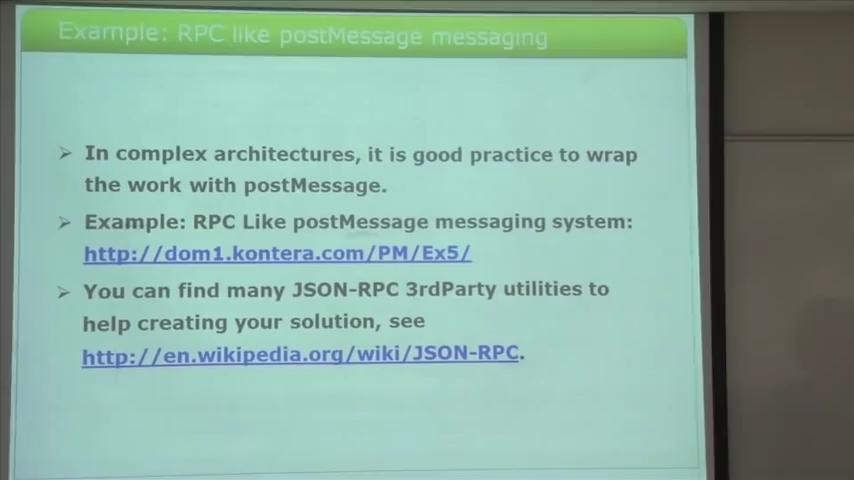 Example: RPC like postMessage messaging
In complex architectures, it is good practice to wrap
the work with postMessage.
Example: RPC Like postMessage messaging system:
http://dom1.kontera.com/PM/Ex5/
You can find many JSON-RPC 3rdParty utilities to
help creating your solution, see
http://en.wikipedia.org/wiki/JSON-RPC.